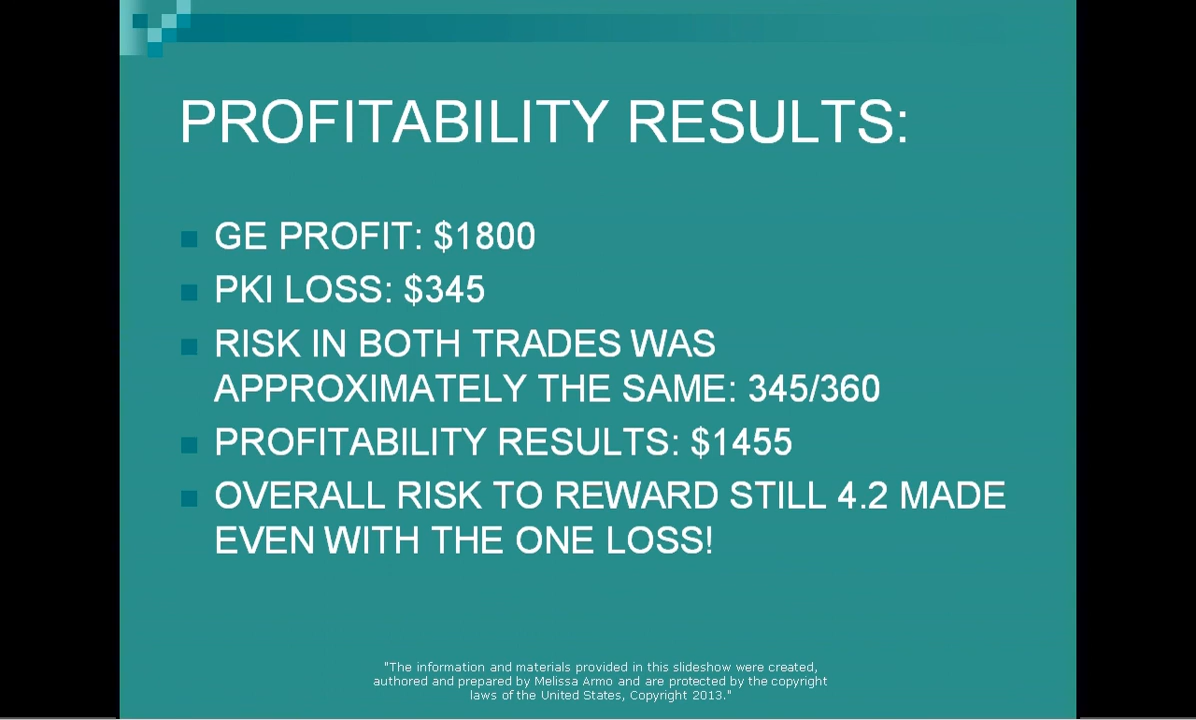 PROFITABILITY RESULTS:
GE PROFIT: $1800
PKI LOSS: $345
RISK IN BOTH TRADES WAS
APPROXIMATELY THE SAME: 345/360
PROFITABILITY RESULTS: $1455
OVERALL RISK TO REWARD STILL 4.2 MADE
EVEN WITH THE ONE LOSS!
"The information and materials provided in this slideshow were created,
authored and prepared by Melissa Armo and are protected by the copyright
laws of the United States, Copyright 2013."